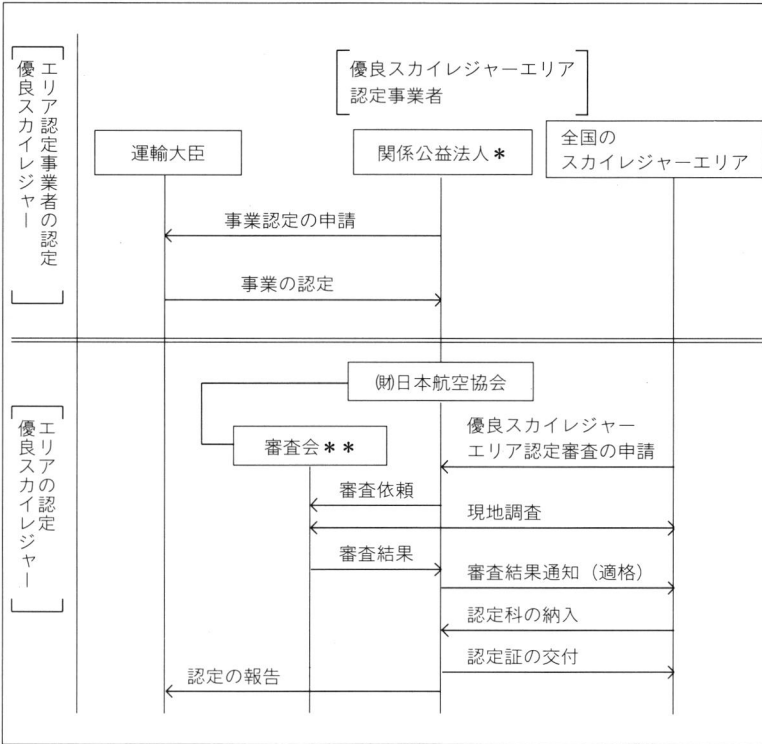 優良スカイレジャー
エリア認定事業者の認定
優良スカイレジャーエリア
認定事業者
運輸大臣
関係公益法人＊
全国の
スカイレジャーエリア
事業認定の申請
事業の認定
優良スカイレジャー
エリアの認定
㈶日本航空協会
審査会＊＊
優良スカイレジャー
エリア認定審査の申請
審査依頼
現地調査
審査結果
審査結果通知（適格）
認定科の納入
認定証の交付
認定の報告